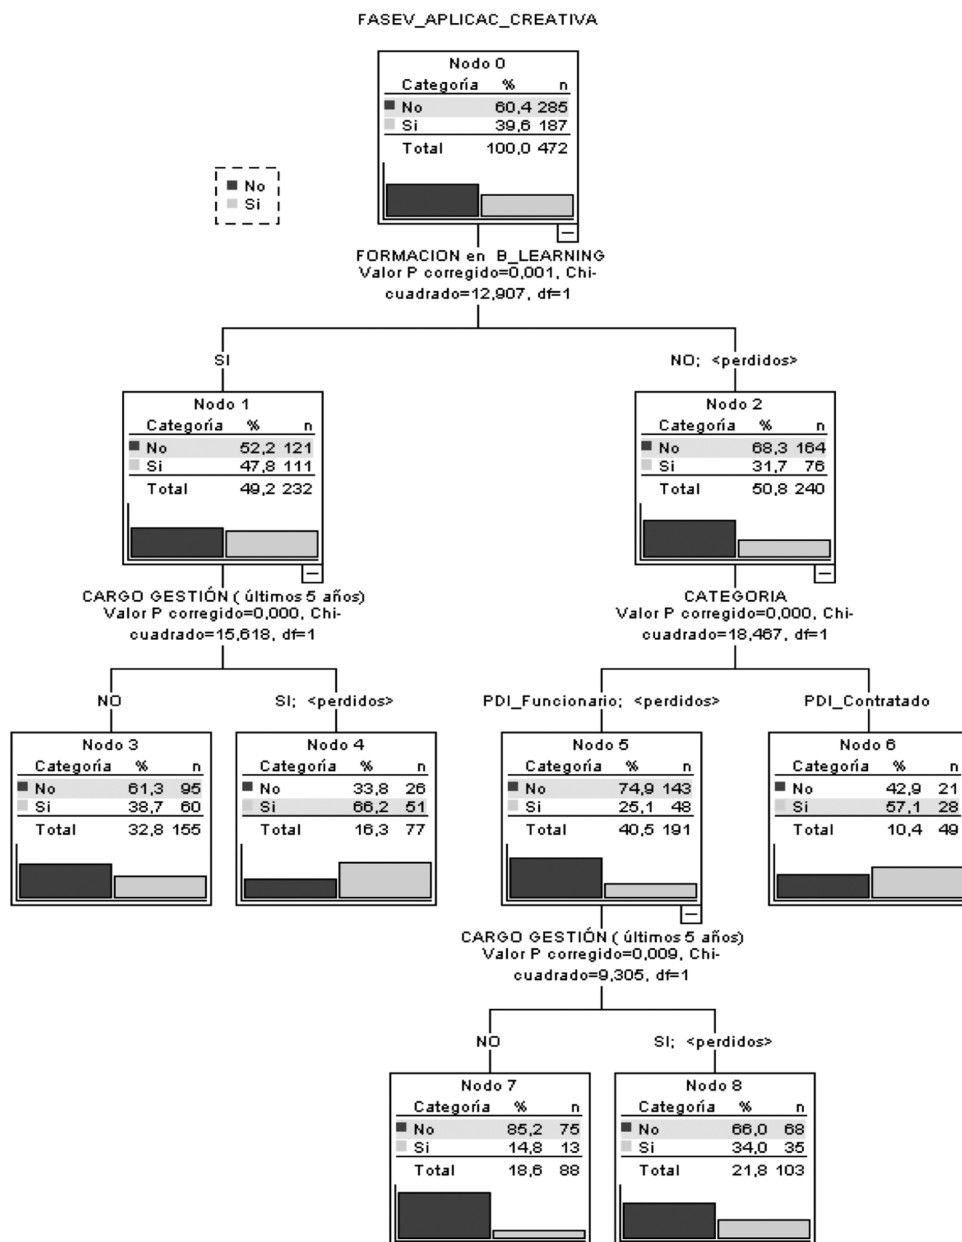 FASEV_APLICAC_CREATIVA
Nodo 0
Categoría % n
No 60,4 285
Si 39,6 187
Total 100,0 472
No
Si
FORMACION en B_LEARNING
Valor P corregido=0,001, Chi-
cuadrado=12,907, df=1
SI
NO; <perdidos>
Nodo 1
Categoría % n
No 52,2 121
Si 47,8 111
Total 49,2 232
Nodo 2
Categoría % n
No 68,3 164
Si 31,7 76
Total 50,8 240
CARGO GESTIÓN ( últimos 5 años)
Valor P corregido=0,000, Chi-
cuadrado=15,618, df=1
CATEGORIA
Valor P corregido=0,000, Chi-
cuadrado=18,467, df=1
NO
SI; <perdidos>
PDI_Funcionario; <perdidos>
PDI_Contratado
Nodo 3
Categoría % n
No 61,3 95
Si 38,7 60
Total 32,8 155
Nodo 4
Categoría % n
No 33,8 26
Si 66,2 51
Total 16,3 77
Nodo 5
Categoría % n
No 74,9 143
Si 25,1 48
Total 40,5 191
Nodo 6
Categoría % n
No 42,9 21
Si 57,1 28
Total 10,4 49
CARGO GESTIÓN ( últimos 5 años)
Valor P corregido=0,009, Chi-
cuadrado=9,305, df=1
NO
SI; <perdidos>
Nodo 7
Categoría % n
No 85,2 75
Si 14,8 13
Total 18,6 88
Nodo 8
Categoría % n
No 66,0 68
Si 34,0 35
Total 21,8 103